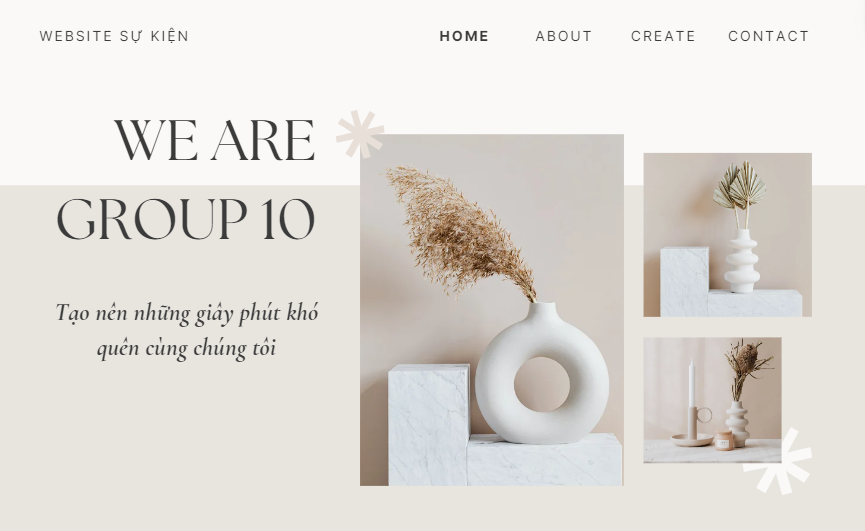 WEBSITE SỰ KIỆN
HOME ABOUT CREATE CONTACT
WE ARE
GROUP 10
Tạo nên những giây phút khó
quên cùng chúng tôi